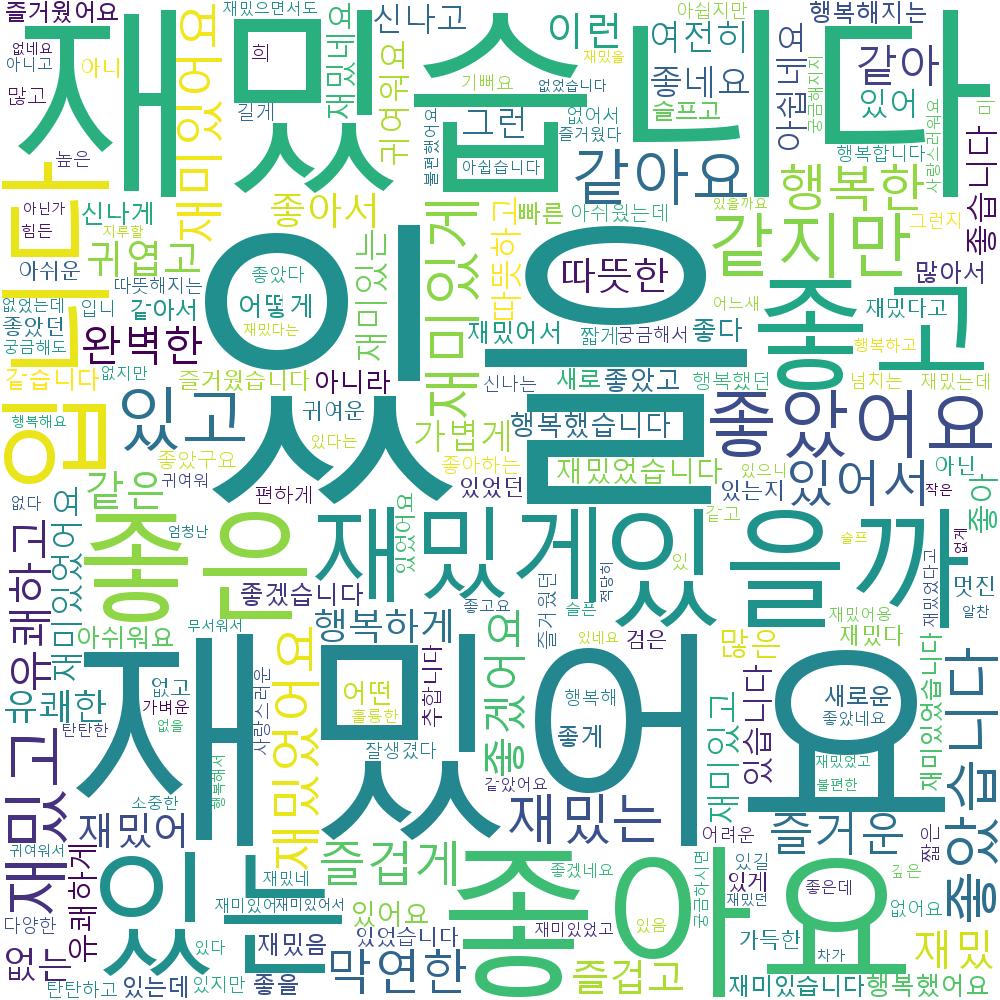 재밌습니다
즐거웠어요
재밌으면서도
신나고
아쉽지만
행복해지는
없네요
아니고
아니
많고
높은
희
길게
재미있어요
재밌네요
귀여워요
기뻐요
없었습니다
이런
여전히
좋네요
슬프고
그런
없어서
즐거웠다
불편했어요
아쉽습니다
아쉽네요
궁금해지지
같아
있어
사랑스러워요
미
행복합니다
좋습니다
입니다
아닌가
힘든
신나게
지루할
좋아서
빠른
따뜻하고
아쉬웠는데
같아요
행복한
있을까요
그런지
같지만
많아서
귀엽고
아쉬운
따뜻해지는
없었는데
입니
같아서
좋았던
궁금해도
완벽한
있을
좋았다
어떻게
재밌다는
재미있는
재미있게
따뜻한
재밌어서
짧게
궁금해서
좋다
어느새
좋고
재밌다고
행복하고
같습니다
없지만
즐거웠습니다
아니라
신나는
새로
좋았고
행복했던
넘치는
재밌는데
행복해요
있고
귀여운
있다는
가볍게
행복했습니다
좋았어요
좋았구요
귀여워
좋아하는
재밌었습니다
있으니
있는지
있어서
아닌
작은
좋아
없다
같은
편하게
있었던
같고
엄청난
좋은
있었어요
재밌게
있을까
없게
유쾌하고
재미있었어요
좋겠습니다
좋고요
즐거웠던
슬픈
적당히
있
슬프
재밌었다고
멋진
알찬
아쉬워요
무서워서
행복하게
있네요
검은
많은
재미있어용
재밌다
유쾌한
없고
가벼운
탄탄한
없을
사랑스러운
재밌었어요
재밌어요
어떤
훌륭한
추합니다
잘생겼다
좋겠어요
행복해
좋게
재미있고
있습니다
새로운
좋았네요
재밌었고
불편한
재미있었습니다
좋았습니다
재밌고
소중한
행복해서
같았어요
재밌어
재밌는
어려운
즐거운
짧은
귀여워서
유쾌하게
있는
재밌네
즐겁게
좋아요
좋겠네요
궁금하시면
있길
있게
재밌던
좋은데
깊은
없어요
다양한
재미있어
재미있어서
있어요
재미있었고
있음
없는
있다
재밌음
있었습니다
막연한
즐겁고
가득한
차가
재밌
탄탄하고
있는데
있지만
좋을
재미있습니다
행복했어요